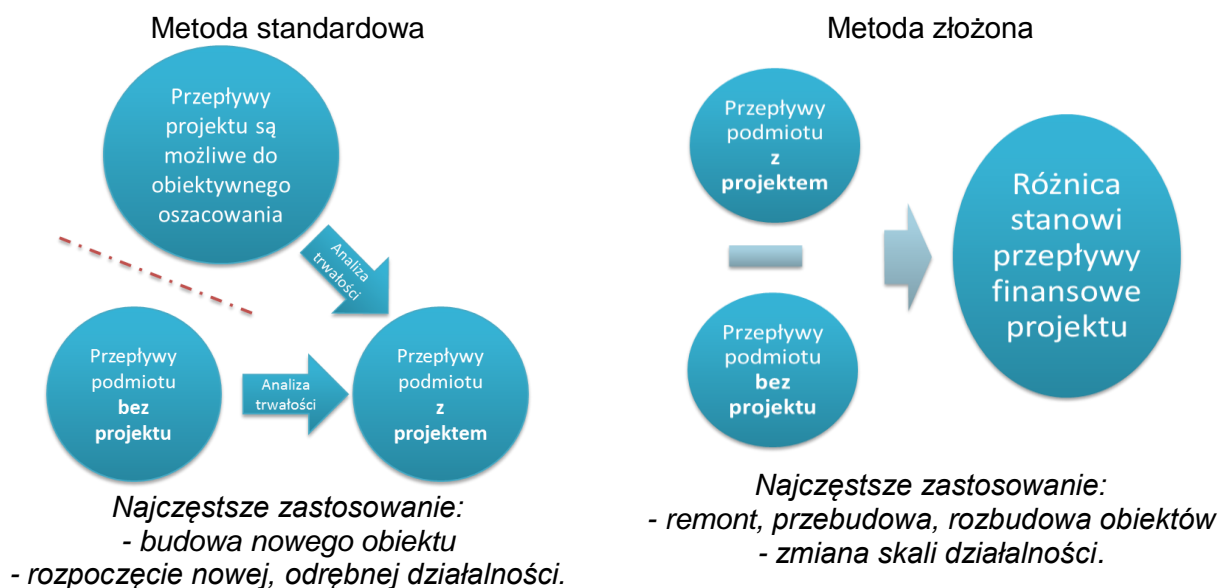 Metoda standardowa
Przepływy
projektu są
możliwe do
obiektywnego
oszacowania
Analiza
trwałości
Przepływy
podmiotu
bez
projektu
Analiza
trwałości
Przepływy
podmiotu
z
projektem
Najczęstsze zastosowanie:
- budowa nowego obiektu
- rozpoczęcie nowej, odrębnej działalności.
Metoda złożona
Przepływy
podmiotu
z
projektem
Przepływy
podmiotu
bez
projektu
Różnica
stanowi
przepływy
finansowe
projektu
Najczęstsze zastosowanie:
- remont, przebudowa, rozbudowa obiektów
- zmiana skali działalności.